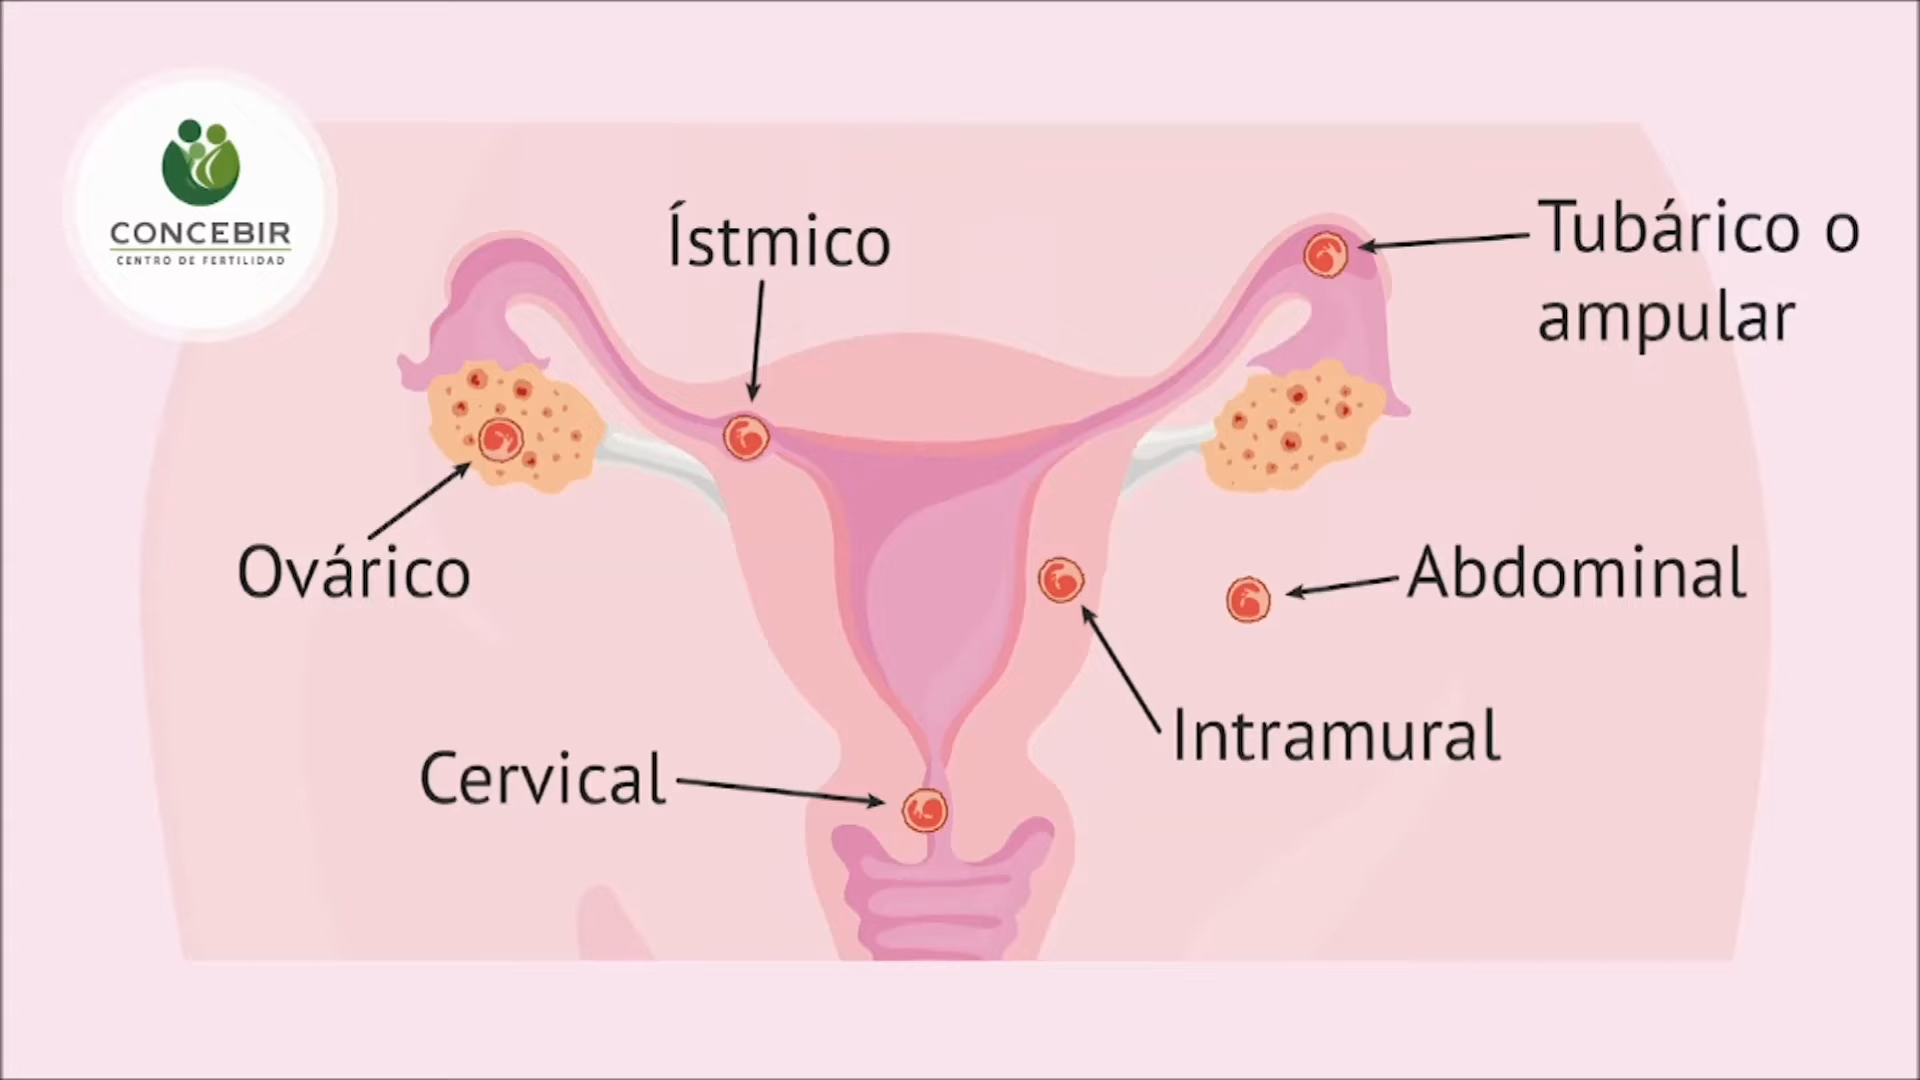 CONCEBIR
CENTRO DE FERTILIDAD
Ístmico
Tubárico o
ampular
Ovárico
Abdominal
Intramural
Cervical